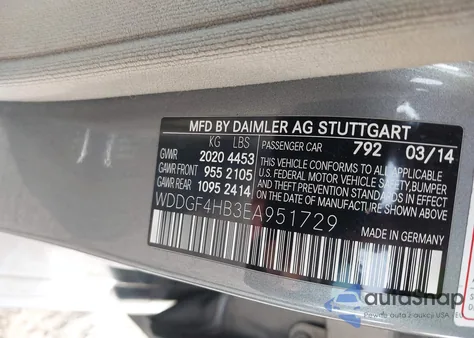 MFD BY DAIMLER AG STUTTGART
KG LBS PASSENGER CAR 792 03/14
GVWR 2020 4453 THIS VEHICLE CONFORMS TO ALL APPLICABLE
GAWR FRONT 955 2105 U.S. FEDERAL MOTOR VEHICLE SAFETY,BUMPER
GAWR REAR 1095 2414 AND THEFT PREVENTION STANDARDS IN EFFECT
ON THE DATE OF MANUFACTURE SHOWN ABOVE.
WDDGF4HB3EA951729
MADE IN GERMANY
autoSnap